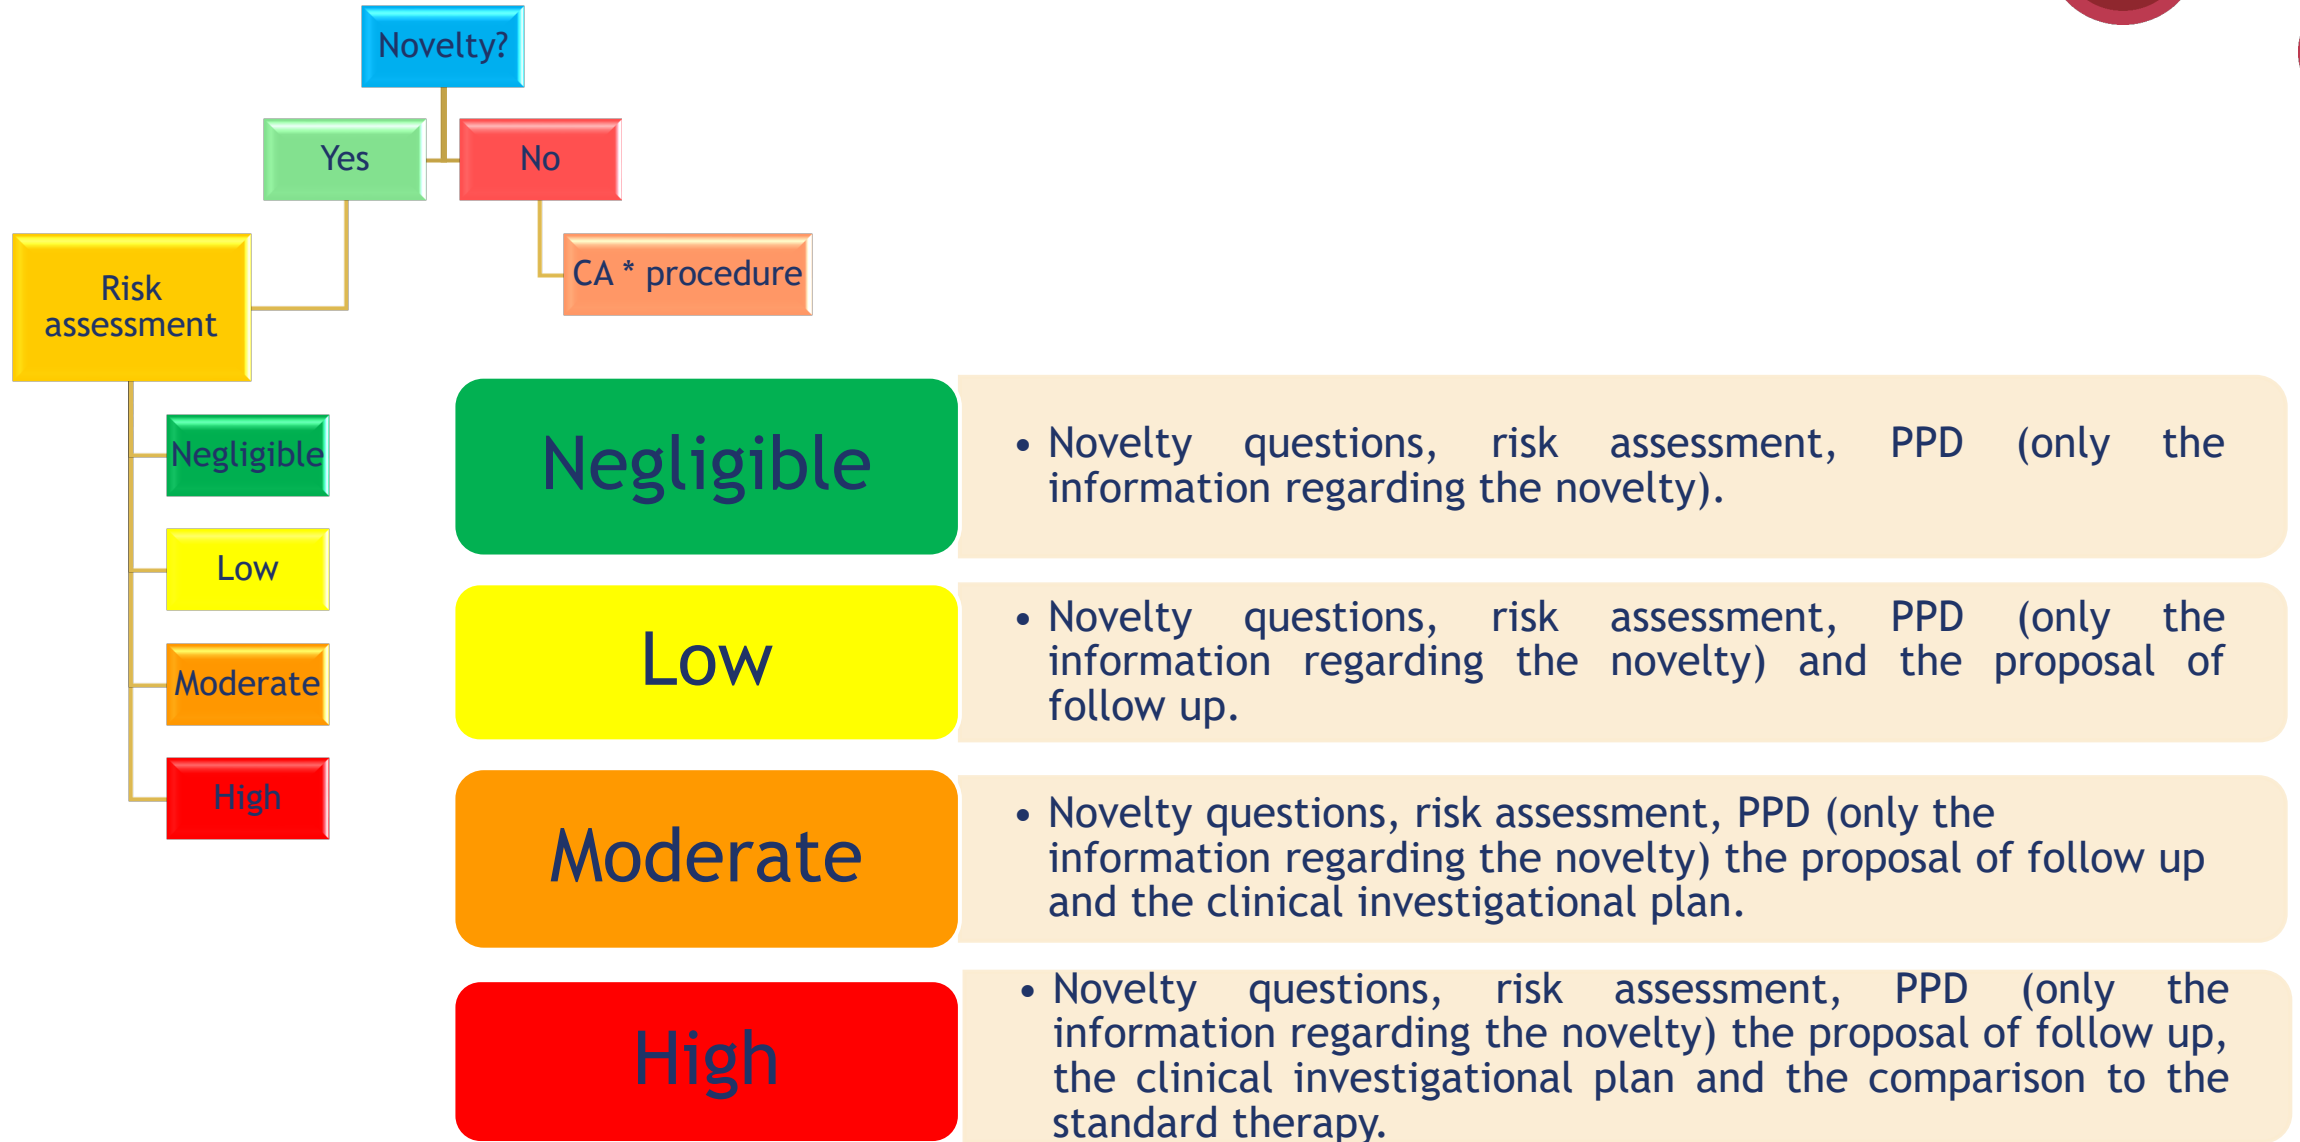 Novelty?
Yes
No
Risk
assessment
CA * procedure
Negligible
Low
Moderate
High
Negligible
• Novelty questions, risk assessment, PPD (only the
information regarding the novelty).
Low
• Novelty questions, risk assessment, PPD (only the
information regarding the novelty) and the proposal of
follow up.
Moderate
• Novelty questions, risk assessment, PPD (only the
information regarding the novelty) the proposal of follow up
and the clinical investigational plan.
High
• Novelty questions, risk assessment, PPD (only the
information regarding the novelty) the proposal of follow up,
the clinical investigational plan and the comparison to the
standard therapy.